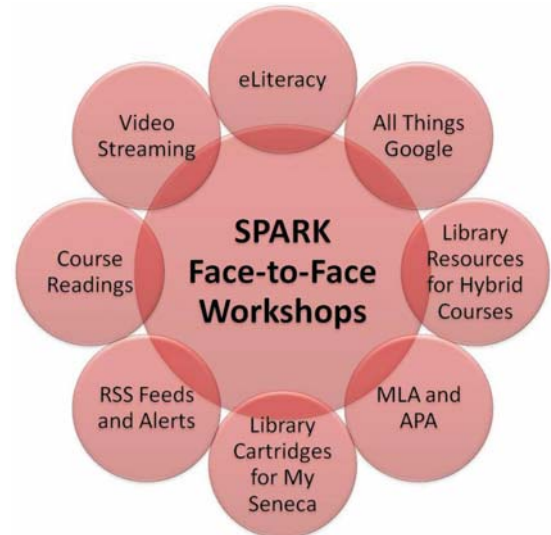 eLiteracy
All Things
Google
Library
Resources
for Hybrid
Courses
MLA and
APA
Library
Cartridges
for My
Seneca
RSS Feeds
and Alerts
Course
Readings
Video
Streaming
SPARK
Face-to-Face
Workshops